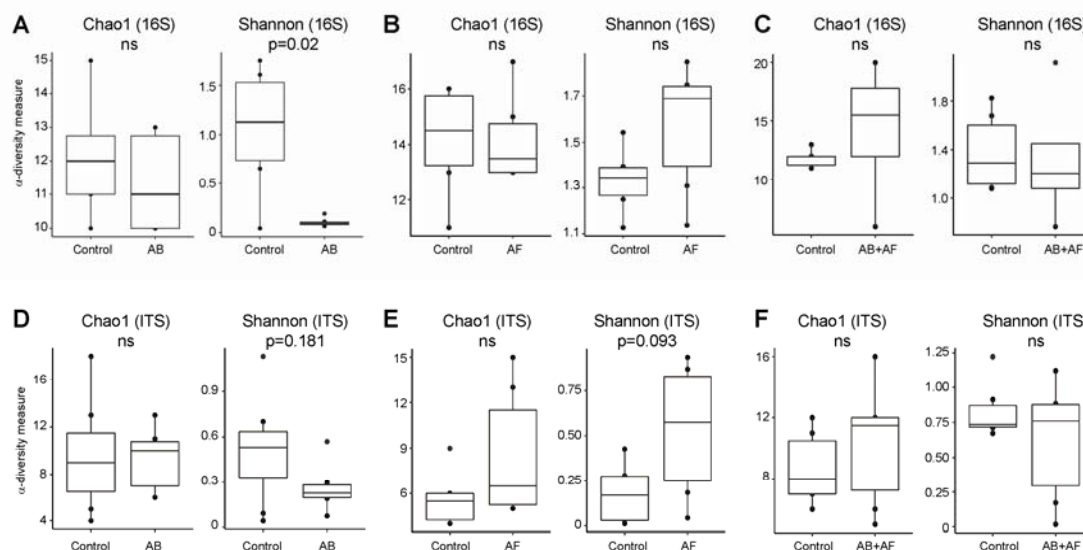 A
Chao1 (16S)
ns
Shannon (16S)
p=0.02
α-diversity measure
15
14
13
12
11
10
Control
AB
1.5
1.0
0.5
0
Control
AB
B
Chao1 (16S)
ns
Shannon (16S)
ns
16
14
12
Control
AF
1.7
1.5
1.3
1.1
Control
AF
C
Chao1 (16S)
ns
Shannon (16S)
ns
20
15
10
Control
AB+AF
1.8
1.4
1.0
Control
AB+AF
D
Chao1 (ITS)
ns
Shannon (ITS)
p=0.181
α-diversity measure
16
12
8
4
Control
AB
0.9
0.6
0.3
0
Control
AB
E
Chao1 (ITS)
ns
Shannon (ITS)
p=0.093
15
12
9
6
Control
AF
0.75
0.50
0.25
0
Control
AF
F
Chao1 (ITS)
ns
Shannon (ITS)
ns
16
12
8
Control
AB+AF
1.25
1.00
0.75
0.50
0.25
0
Control
AB+AF